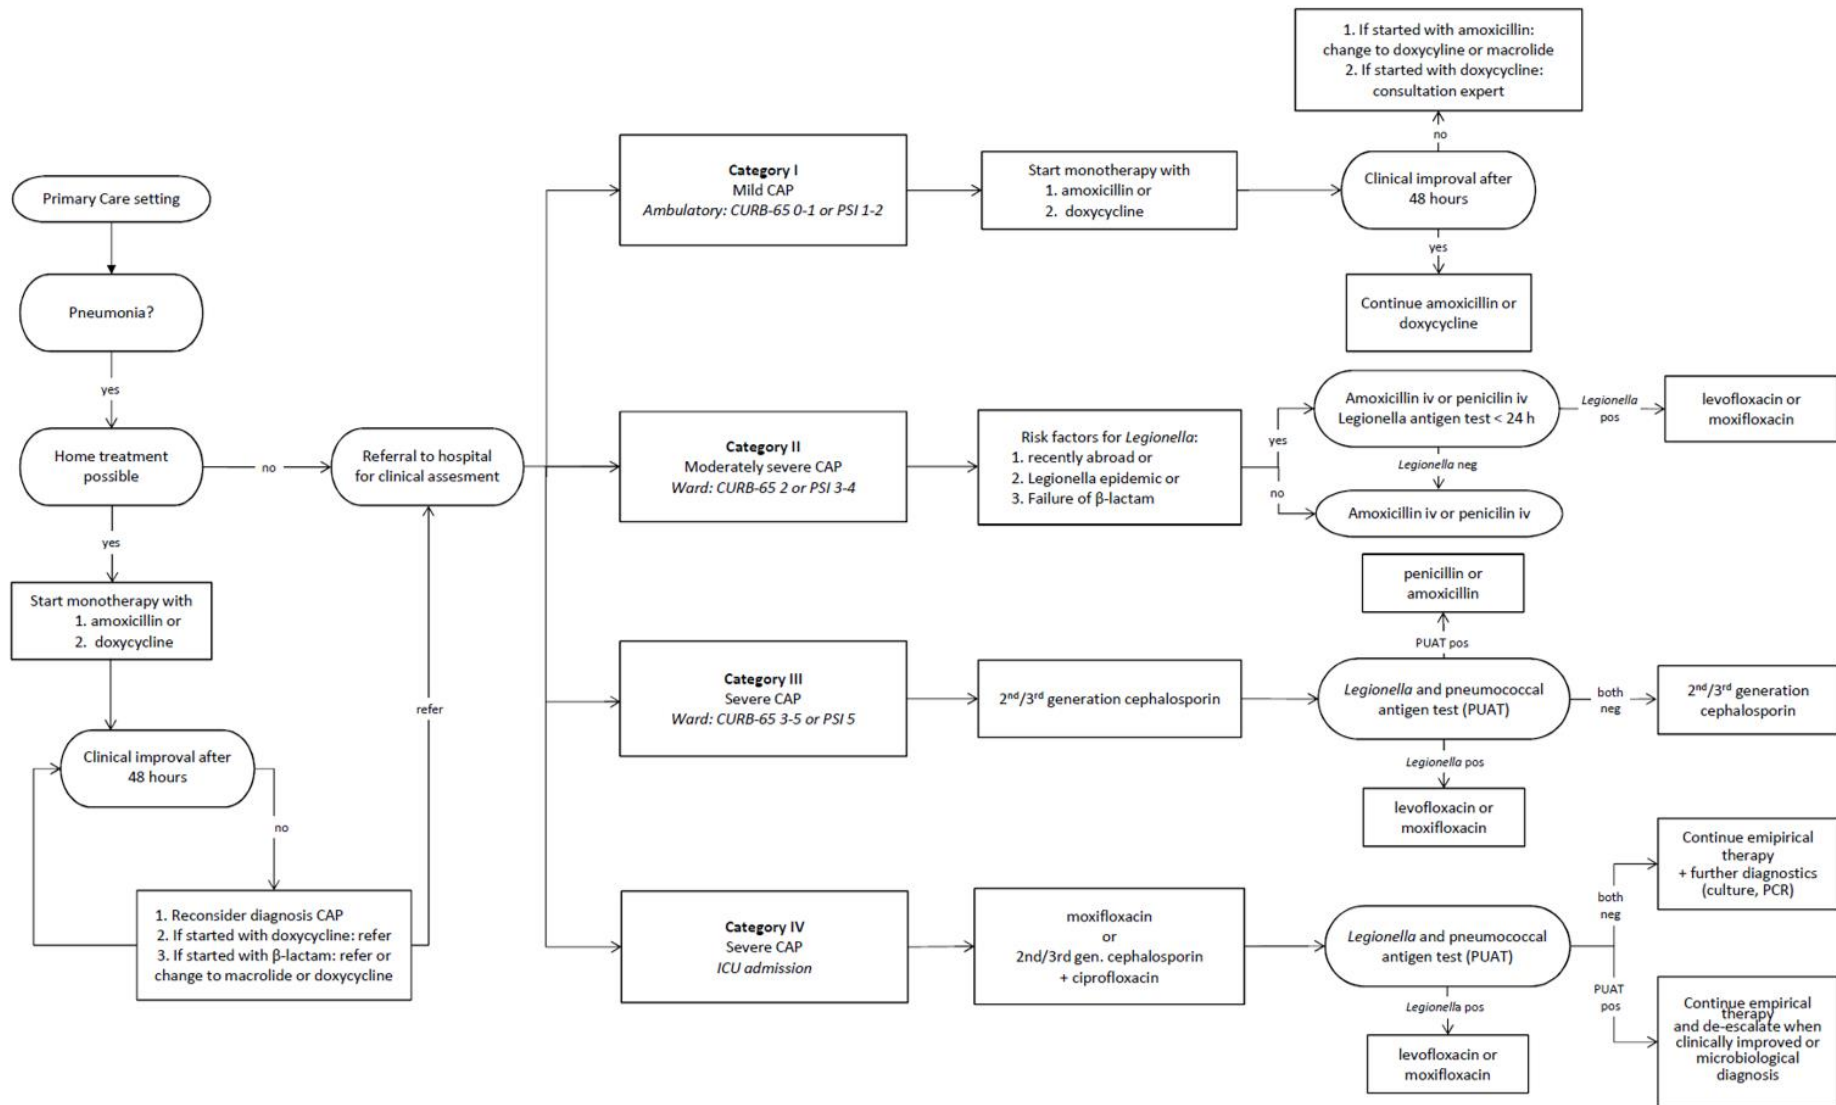 Primary Care setting
Pneumonia?
yes
Home treatment
possible
no
yes
Start monotherapy with
1. amoxicillin or
2. doxycycline
Clinical improval after
48 hours
no
1. Reconsider diagnosis CAP
2. If started with doxycycline: refer
3. If started with β-lactam: refer or
change to macrolide or doxycycline
refer
Referral to hospital
for clinical assesment
Category I
Mild CAP
Ambulatory: CURB-65 0-1 or PSI 1-2
Start monotherapy with
1. amoxicillin or
2. doxycycline
Clinical improval after
48 hours
no
1. If started with amoxicillin:
change to doxycyline or macrolide
2. If started with doxycycline:
consultation expert
yes
Continue amoxicillin or
doxycycline
Category II
Moderately severe CAP
Ward: CURB-65 2 or PSI 3-4
Risk factors for Legionella:
1. recently abroad or
2. Legionella epidemic or
3. Failure of β-lactam
yes
no
Amoxicillin iv or penicilin iv
Legionella antigen test < 24 h
Legionella
pos
levofloxacin or
moxifloxacin
Legionella neg
Amoxicillin iv or penicilin iv
Category III
Severe CAP
Ward: CURB-65 3-5 or PSI 5
2nd/3rd generation cephalosporin
Legionella and pneumococcal
antigen test (PUAT)
PUAT pos
penicillin or
amoxicillin
both
neg
2nd/3rd generation
cephalosporin
Legionella pos
levofloxacin or
moxifloxacin
Category IV
Severe CAP
ICU admission
moxifloxacin
or
2nd/3rd gen. cephalosporin
+ ciprofloxacin
Legionella and pneumococcal
antigen test (PUAT)
both
neg
Continue emipirical
therapy
+ further diagnostics
(culture, PCR)
PUAT
pos
Continue empirical
therapy
and de-escalate when
clinically improved or
microbiological
diagnosis
Legionella pos
levofloxacin or
moxifloxacin